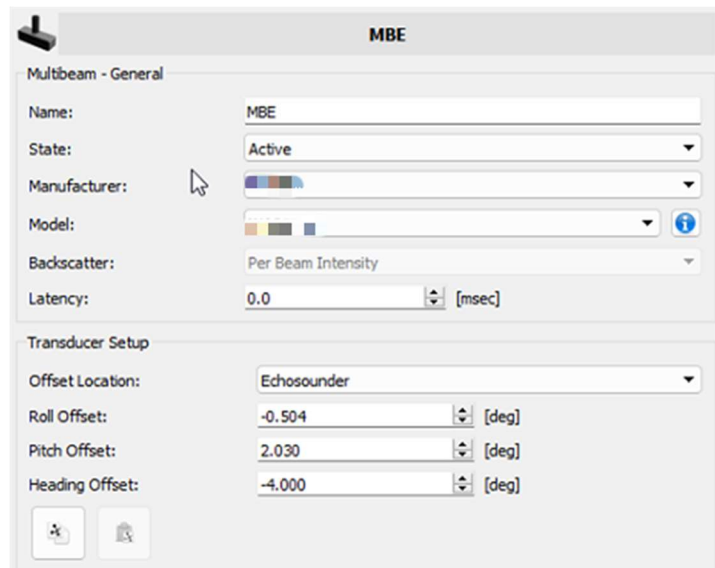 MBE
Multibeam - General
Name: MBE
State: Active
Manufacturer:
Model:
Backscatter: Per Beam Intensity
Latency: 0.0 [msec]
Transducer Setup
Offset Location: Echosounder
Roll Offset: -0.504 [deg]
Pitch Offset: 2.030 [deg]
Heading Offset: -4.000 [deg]